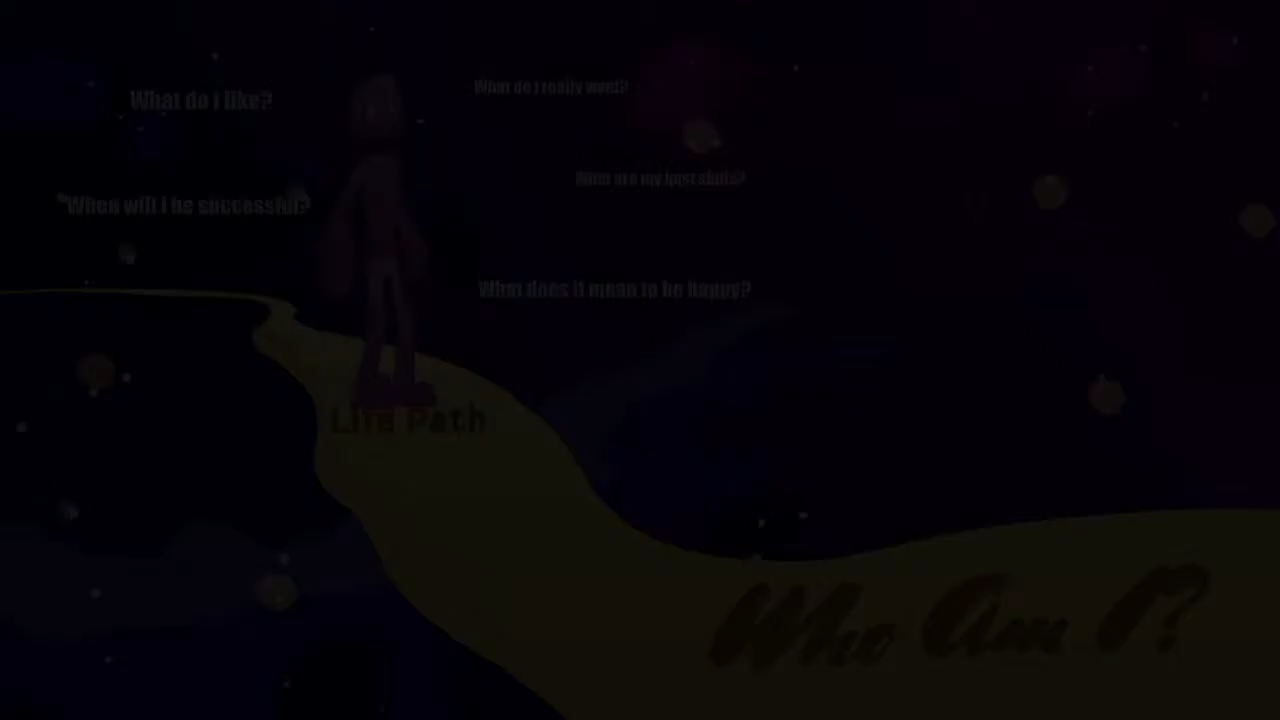 What do I like?
What do I really want?
What are my best skills?
When will i be successful?
What does it mean to be happy?
Life Path
Who Am I?